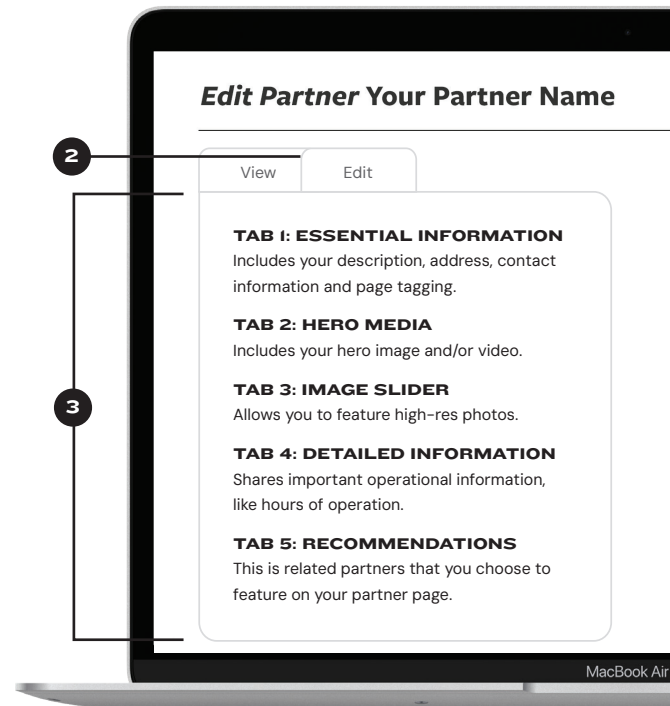 Edit Partner Your Partner Name
2
View Edit
TAB 1: ESSENTIAL INFORMATION
Includes your description, address, contact
information and page tagging.
TAB 2: HERO MEDIA
Includes your hero image and/or video.
TAB 3: IMAGE SLIDER
Allows you to feature high-res photos.
3
TAB 4: DETAILED INFORMATION
Shares important operational information,
like hours of operation.
TAB 5: RECOMMENDATIONS
This is related partners that you choose to
feature on your partner page.
MacBook Air